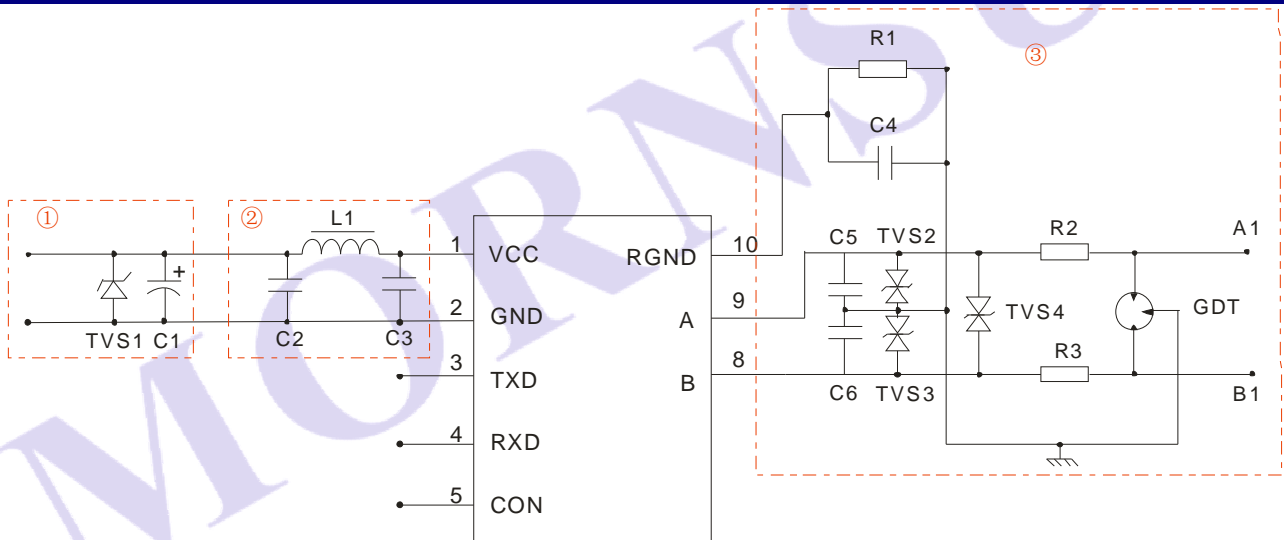 MORNSU
R1
③
C4
①
②
L1
1
VCC
RGND
10
C5
TVS2
R2
A1
+
2
GND
A
9
TVS4
GDT
TVS1
C1
C2
C3
3
TXD
B
8
R3
C6
TVS3
B1
4
RXD
5
CON